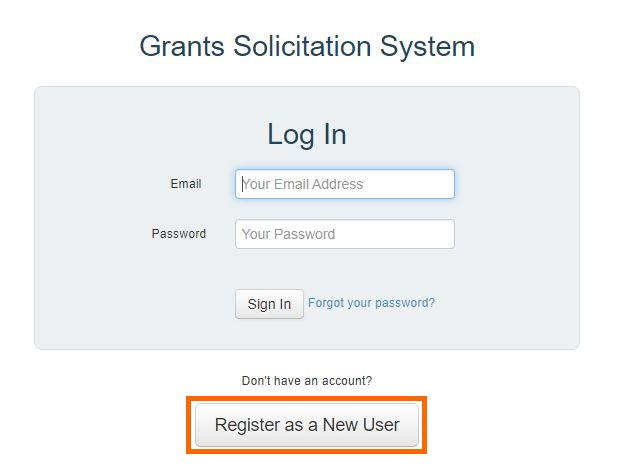 Grants Solicitation System
Log In
Email Your Email Address
Password Your Password
Sign In Forgot your password?
Don't have an account?
Register as a New User